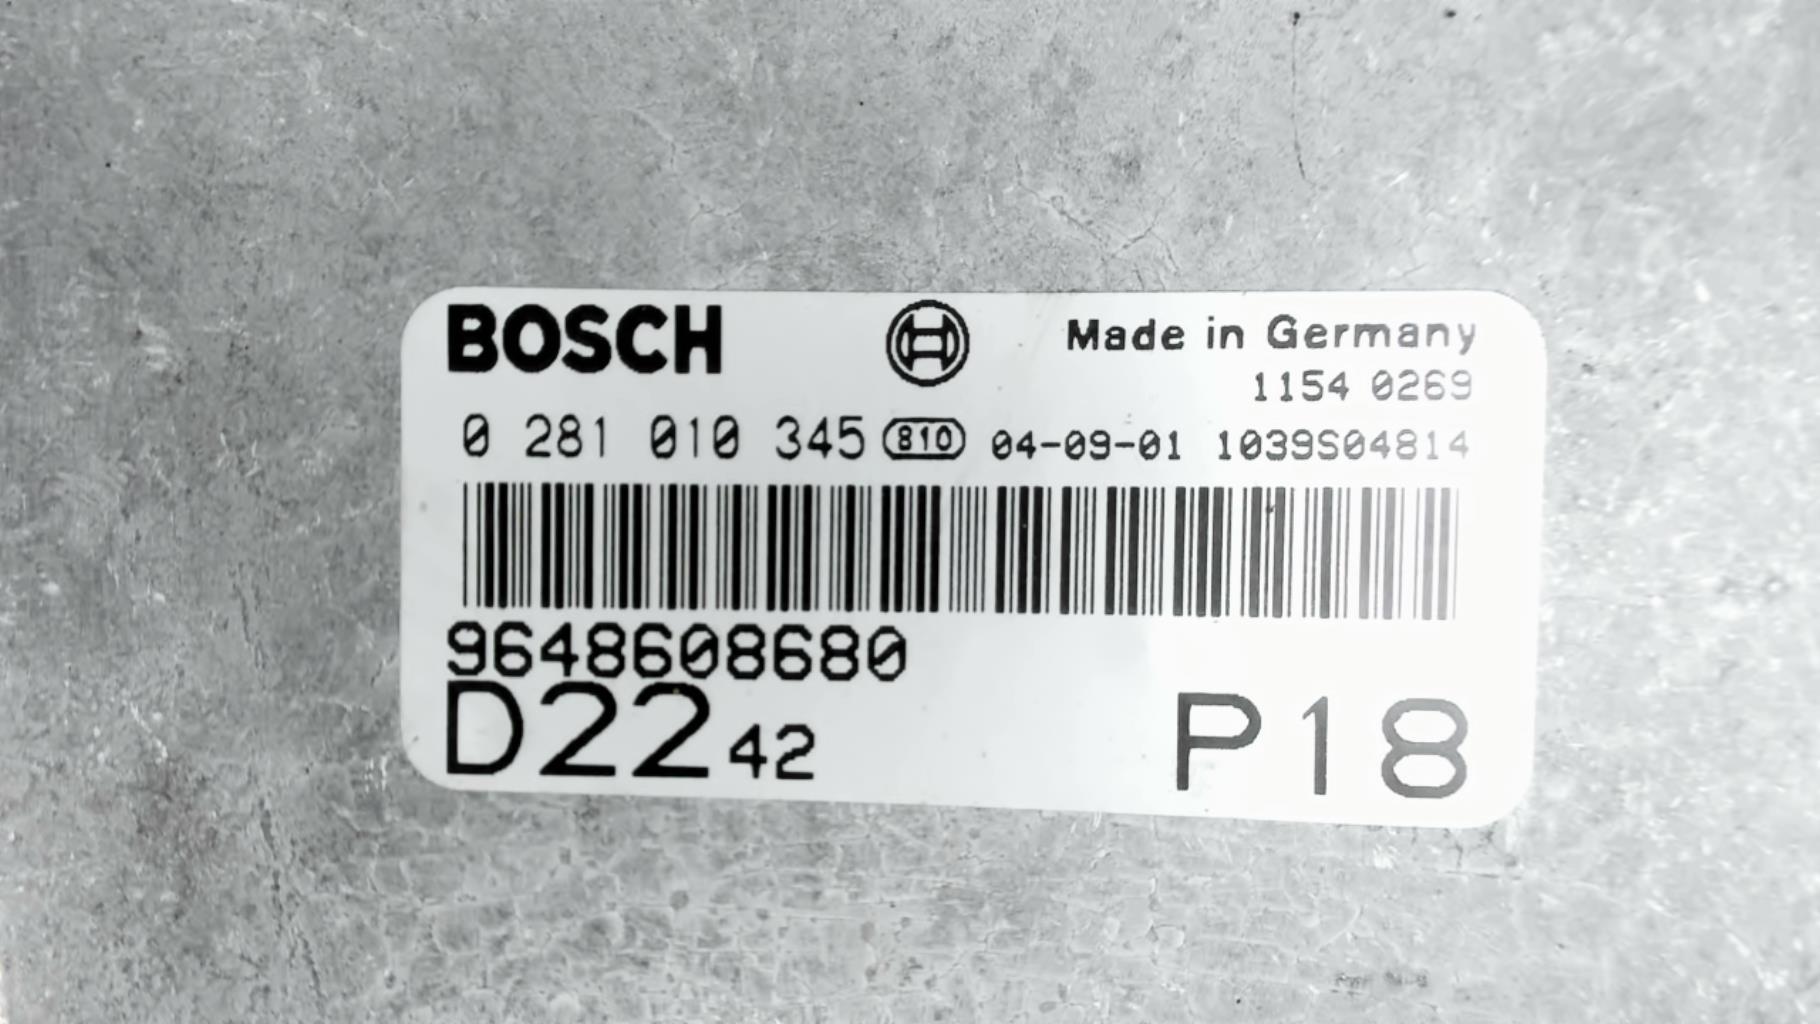 BOSCH Made in Germany
1154 0269
0 281 010 345 810 04-09-01 1039S04814
9648608680
D22 42 P18